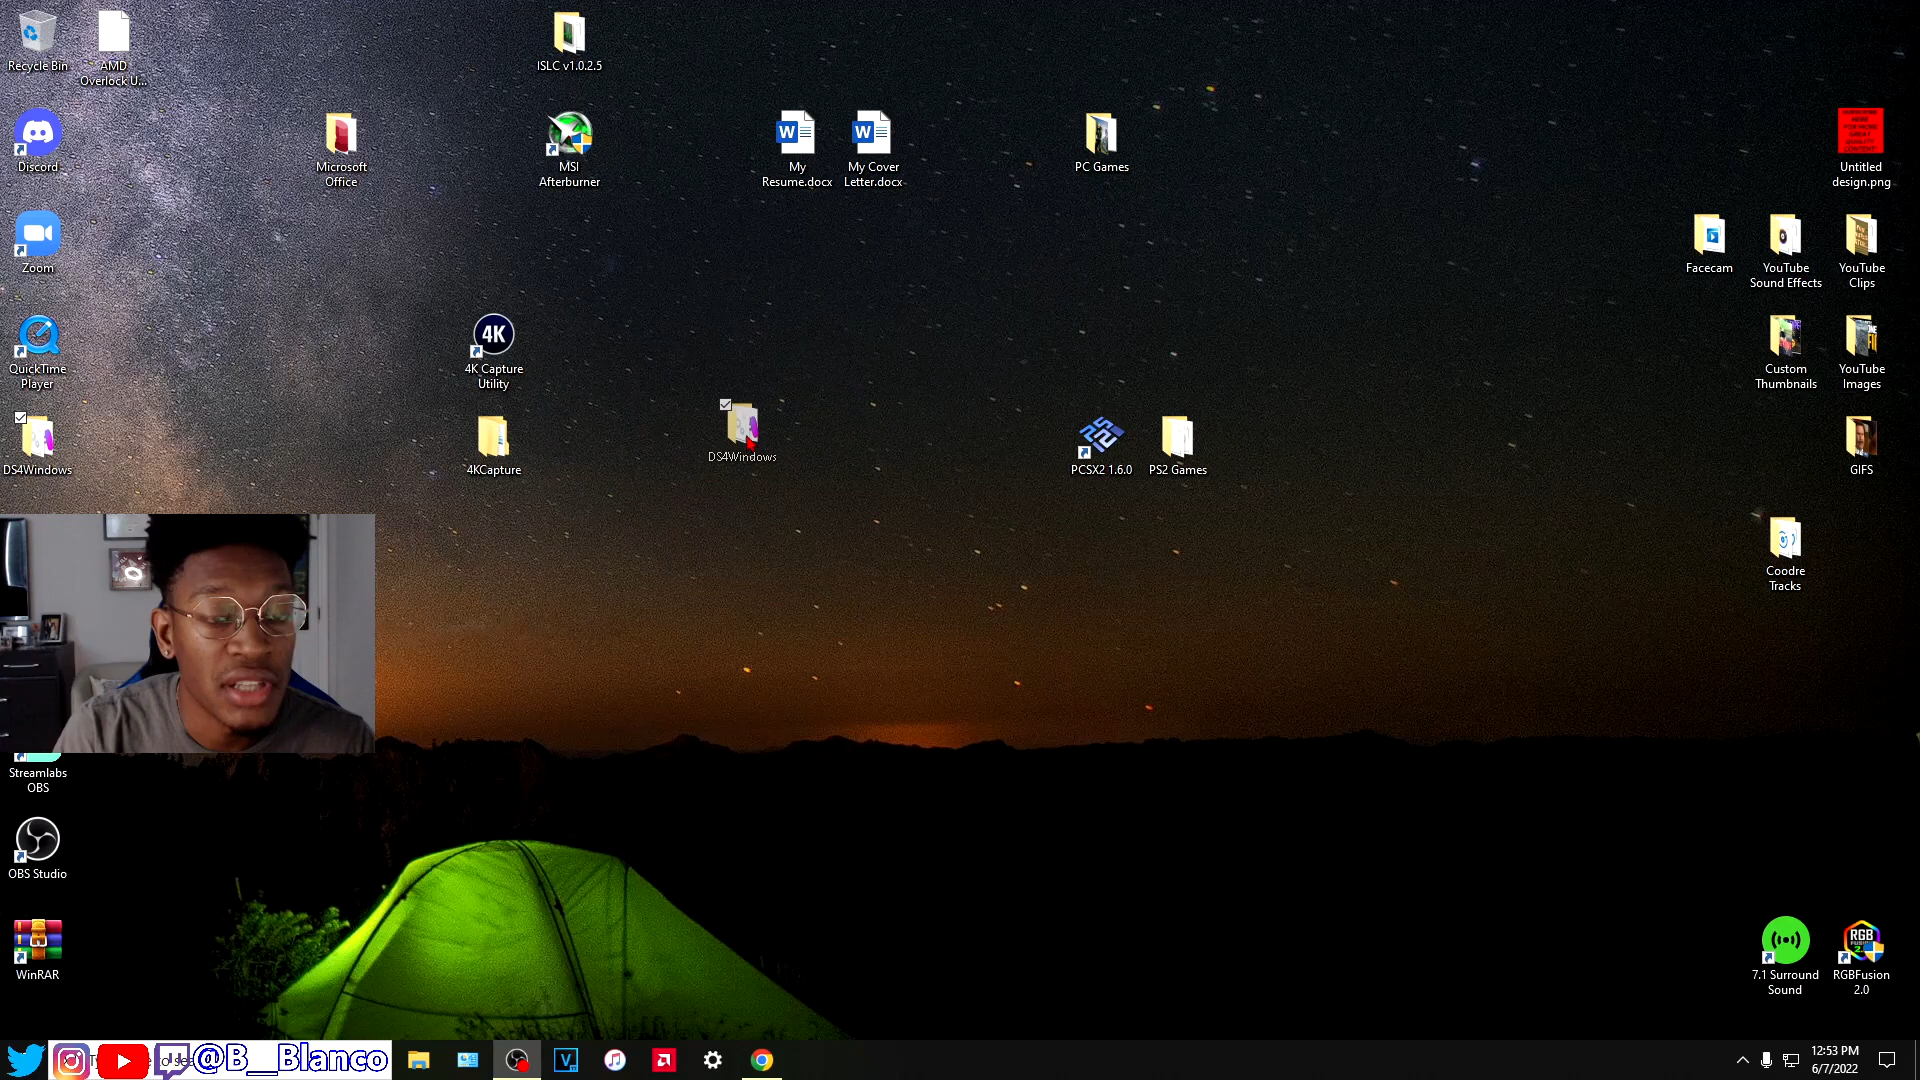 Recycle Bin
AMD
Overlock U...
ISLC v1.0.2.5
Discord
Microsoft
Office
MSI
Afterburner
My
Resume.docx
My Cover
Letter.docx
PC Games
Untitled
design.png
Zoom
Facecam
YouTube
Sound Effects
YouTube
Clips
QuickTime
Player
4K
4K Capture
Utility
Custom
Thumbnails
YouTube
Images
DS4Windows
4KCapture
DS4Windows
PCSX2 1.6.0
PS2 Games
GIFS
Coodre
Tracks
Streamlabs
OBS
OBS Studio
WinRAR
7.1 Surround
Sound
RGB
RGBFusion
2.0
@B__Blanco
12:53 PM
6/7/2022